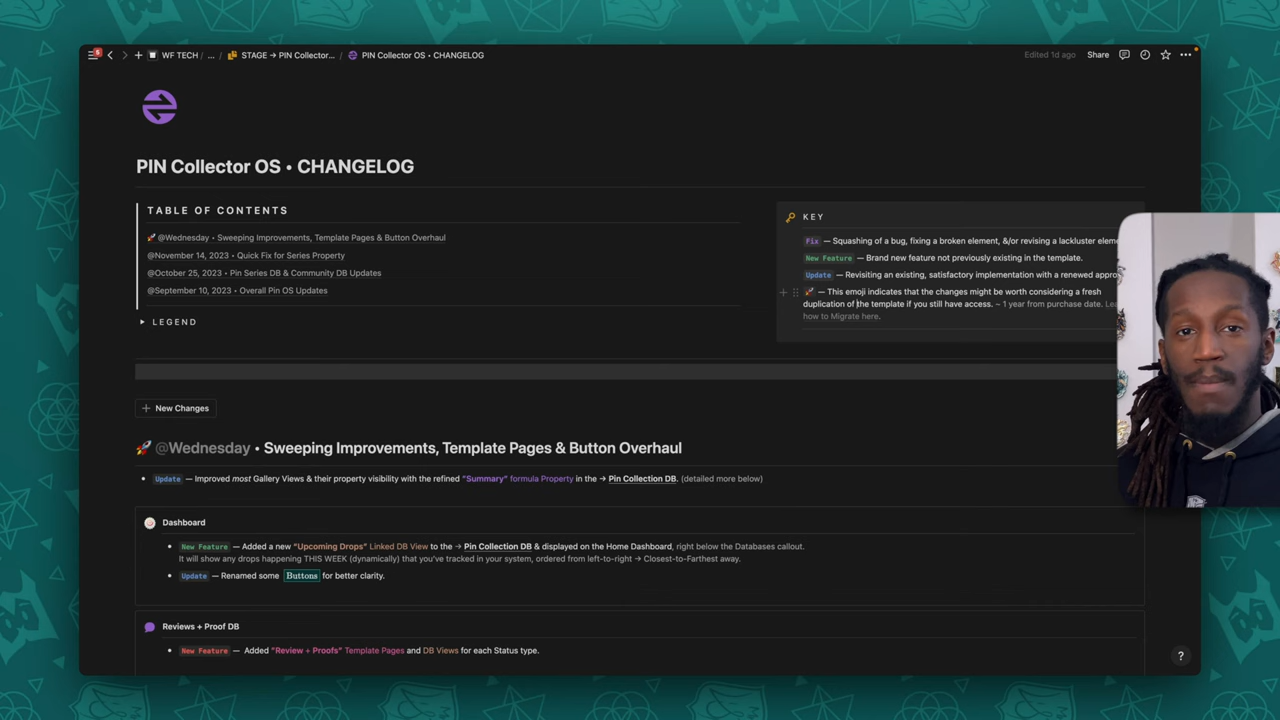 5
WF TECH / ... / STAGE → PIN Collector... / PIN Collector OS • CHANGELOG
Edited 1d ago Share
PIN Collector OS • CHANGELOG
TABLE OF CONTENTS
🚀 @Wednesday • Sweeping Improvements, Template Pages & Button Overhaul
@November 14, 2023 • Quick Fix for Series Property
@October 25, 2023 • Pin Series DB & Community DB Updates
@September 10, 2023 • Overall Pin OS Updates
LEGEND
KEY
Fix — Squashing of a bug, fixing a broken element, &/or revising a lackluster elem
New Feature — Brand new feature not previously existing in the template.
Update — Revisiting an existing, satisfactory implementation with a renewed appro
🚀 — This emoji indicates that the changes might be worth considering a fresh
duplication of the template if you still have access. ~ 1 year from purchase date. Lea
how to Migrate here.
+ New Changes
🚀 @Wednesday • Sweeping Improvements, Template Pages & Button Overhaul
• Update — Improved most Gallery Views & their property visibility with the refined "Summary" formula Property in the → Pin Collection DB. (detailed more below)
Dashboard
• New Feature — Added a new "Upcoming Drops" Linked DB View to the → Pin Collection DB & displayed on the Home Dashboard, right below the Databases callout.
It will show any drops happening THIS WEEK (dynamically) that you've tracked in your system, ordered from left-to-right → Closest-to-Farthest away.
• Update — Renamed some Buttons for better clarity.
Reviews + Proof DB
• New Feature — Added "Review + Proofs" Template Pages and DB Views for each Status type.
?